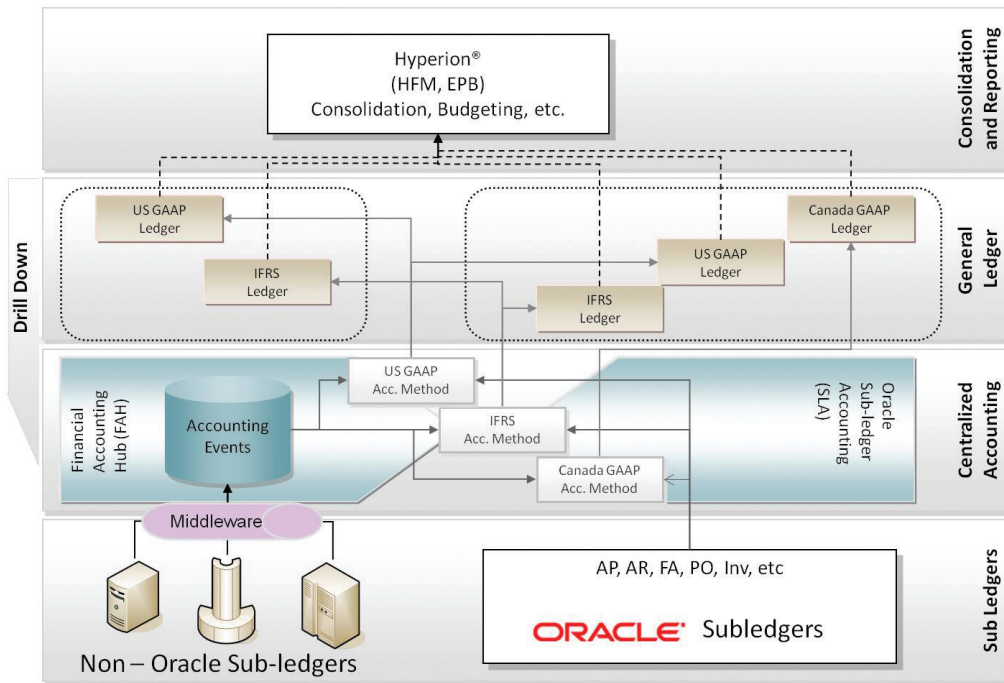 Hyperion®
(HFM, EPB)
Consolidation, Budgeting, etc.
Consolidation
and Reporting
Drill Down
US GAAP
Ledger
IFRS
Ledger
Canada GAAP
Ledger
US GAAP
Ledger
IFRS
Ledger
General
Ledger
Financial
Accounting
Hub (FAH)
Accounting
Events
US GAAP
Acc. Method
IFRS
Acc. Method
Canada GAAP
Acc. Method
Oracle
Sub-ledger
Accounting
(SLA)
Centralized
Accounting
Middleware
Non – Oracle Sub-ledgers
AP, AR, FA, PO, Inv, etc
ORACLE® Subledgers
Sub Ledgers